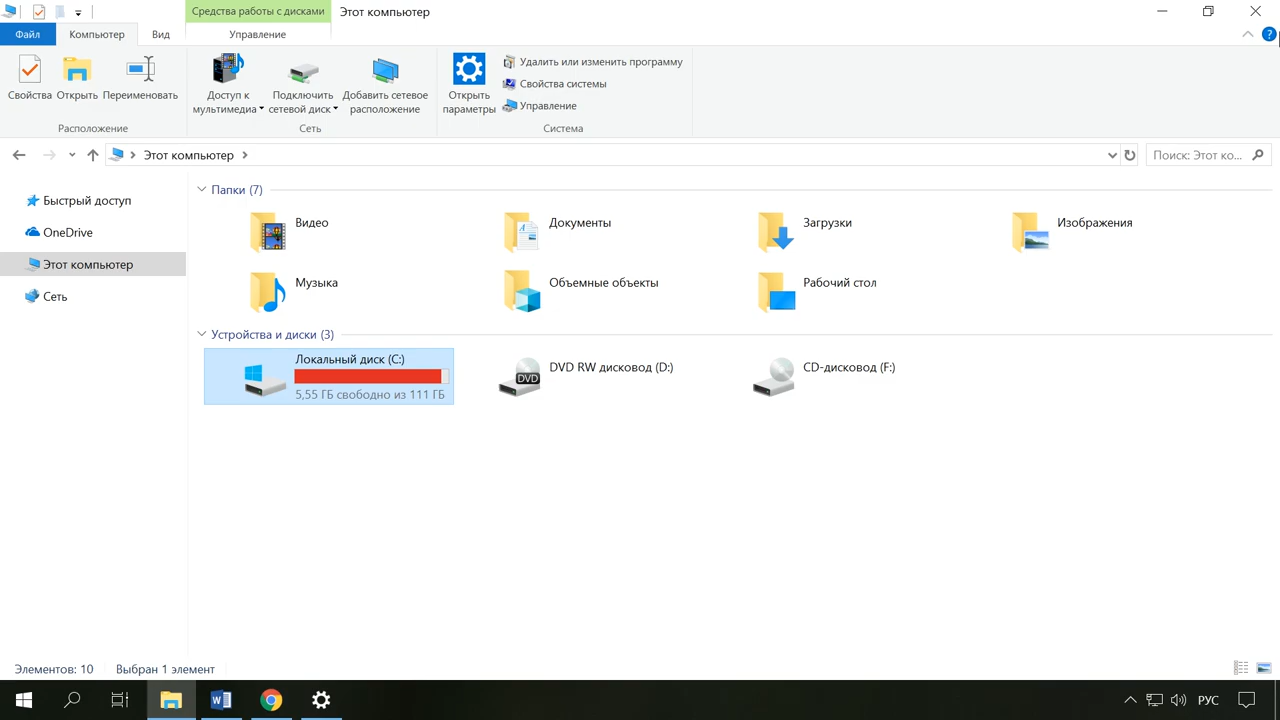 Средства работы с дисками
Этот компьютер
Файл
Компьютер
Вид
Управление
?
Свойства
Открыть
Переименовать
Доступ к
мультимедиа
Подключить
сетевой диск
Добавить сетевое
расположение
Открыть
параметры
Удалить или изменить программу
Свойства системы
Управление
Расположение
Сеть
Система
Этот компьютер
Поиск: Этот ко...
Быстрый доступ
OneDrive
Этот компьютер
Сеть
Папки (7)
Видео
Документы
Загрузки
Изображения
Музыка
Объемные объекты
Рабочий стол
Устройства и диски (3)
Локальный диск (C:)
5,55 ГБ свободно из 111 ГБ
DVD
DVD RW дисковод (D:)
CD-дисковод (F:)
Элементов: 10
Выбран 1 элемент
РУС